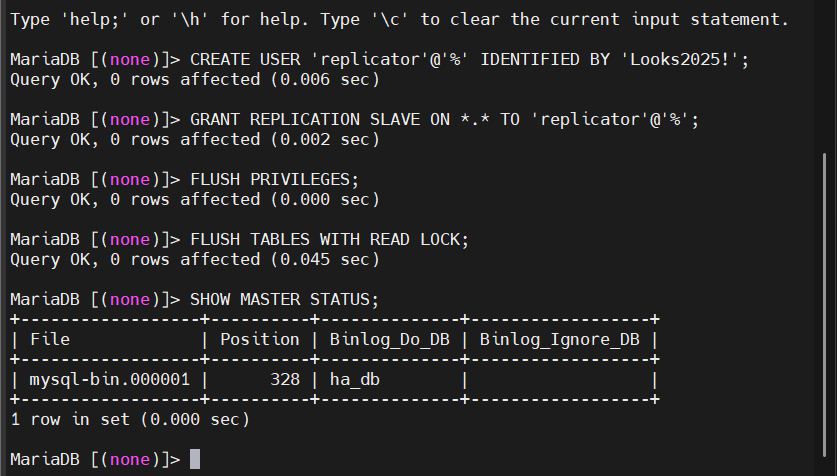 Type 'help;' or '\h' for help. Type '\c' to clear the current input statement.
MariaDB [(none)]> CREATE USER 'replicator'@'%' IDENTIFIED BY 'Looks2025!';
Query OK, 0 rows affected (0.006 sec)
MariaDB [(none)]> GRANT REPLICATION SLAVE ON *.* TO 'replicator'@'%';
Query OK, 0 rows affected (0.002 sec)
MariaDB [(none)]> FLUSH PRIVILEGES;
Query OK, 0 rows affected (0.000 sec)
MariaDB [(none)]> FLUSH TABLES WITH READ LOCK;
Query OK, 0 rows affected (0.045 sec)
MariaDB [(none)]> SHOW MASTER STATUS;
+------------------+----------+--------------+------------------+
| File             | Position | Binlog_Do_DB | Binlog_Ignore_DB |
+------------------+----------+--------------+------------------+
| mysql-bin.000001 |      328 | ha_db        |                  |
+------------------+----------+--------------+------------------+
1 row in set (0.000 sec)
MariaDB [(none)]>